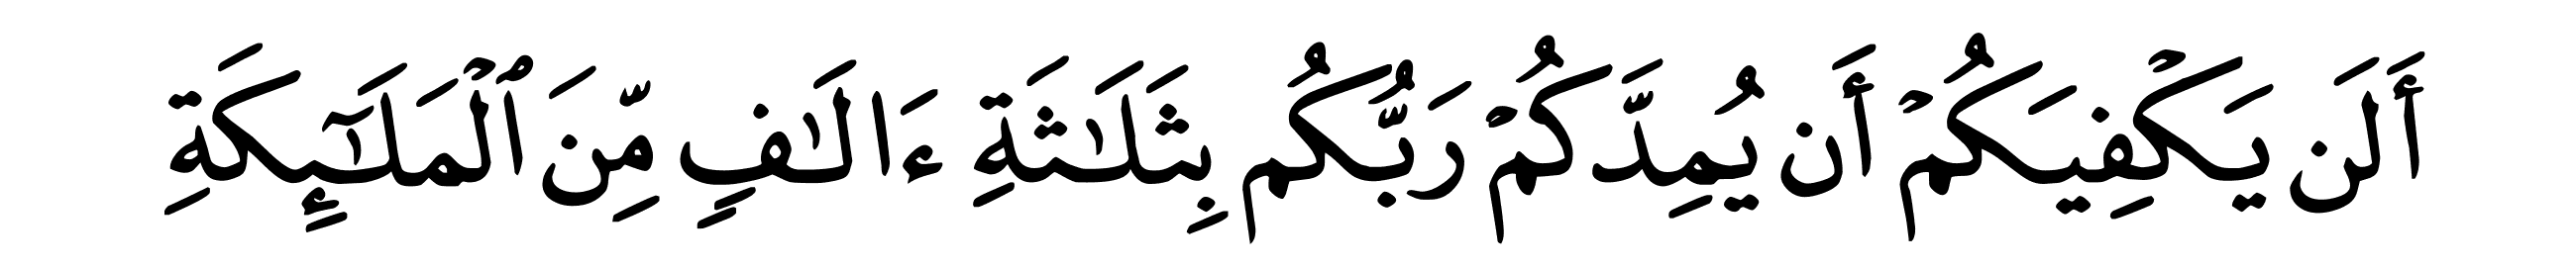 أَلَن يَكۡفِيَكُمۡ أَن يُمِدَّكُمۡ رَبُّكُم بِثَلَٰثَةِ ءَالَٰفٖ مِّنَ ٱلۡمَلَٰٓئِكَةِ